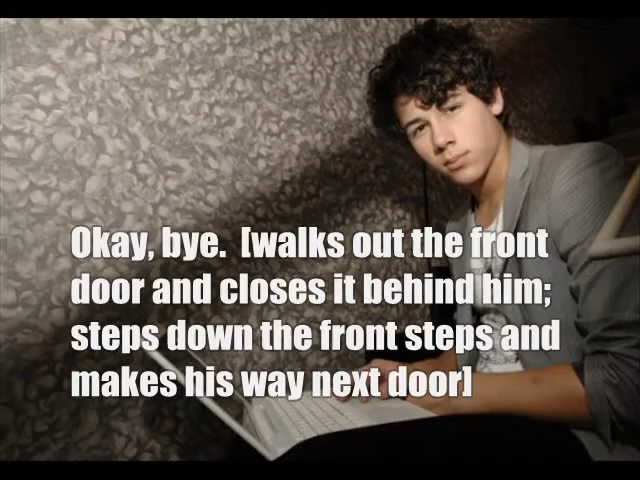 Okay, bye.  [walks out the front
door and closes it behind him;
steps down the front steps and
makes his way next door]